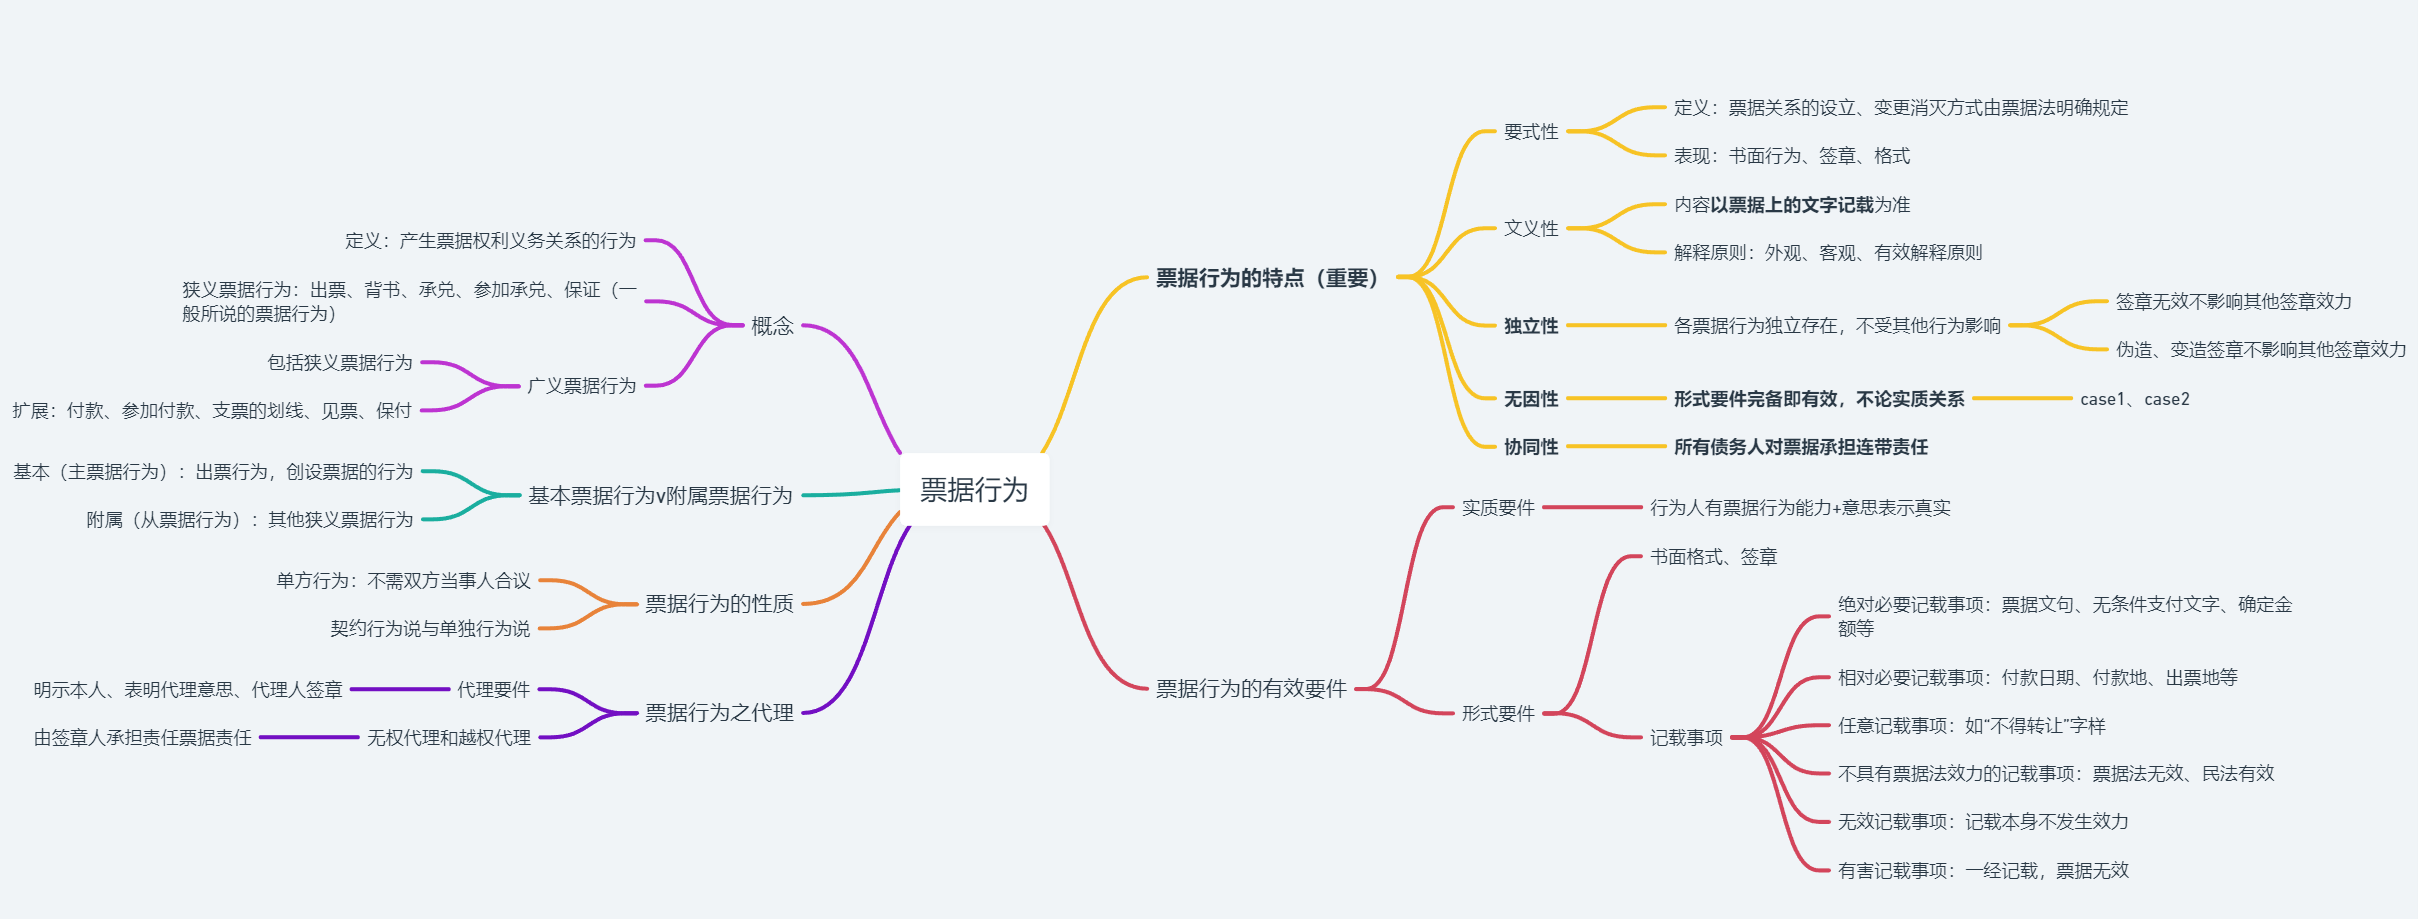 票据行为
概念
定义：产生票据权利义务关系的行为
狭义票据行为：出票、背书、承兑、参加承兑、保证（一
般所说的票据行为）
广义票据行为
包括狭义票据行为
扩展：付款、参加付款、支票的划线、见票、保付
基本票据行为v附属票据行为
基本（主票据行为）：出票行为，创设票据的行为
附属（从票据行为）：其他狭义票据行为
票据行为的性质
单方行为：不需双方当事人合议
契约行为说与单独行为说
票据行为之代理
代理要件
明示本人、表明代理意思、代理人签章
无权代理和越权代理
由签章人承担责任票据责任
票据行为的特点（重要）
要式性
定义：票据关系的设立、变更消灭方式由票据法明确规定
表现：书面行为、签章、格式
文义性
内容以票据上的文字记载为准
解释原则：外观、客观、有效解释原则
独立性
各票据行为独立存在，不受其他行为影响
签章无效不影响其他签章效力
伪造、变造签章不影响其他签章效力
无因性
形式要件完备即有效，不论实质关系
case1、case2
协同性
所有债务人对票据承担连带责任
票据行为的有效要件
实质要件
行为人有票据行为能力+意思表示真实
形式要件
书面格式、签章
记载事项
绝对必要记载事项：票据文句、无条件支付文字、确定金
额等
相对必要记载事项：付款日期、付款地、出票地等
任意记载事项：如“不得转让”字样
不具有票据法效力的记载事项：票据法无效、民法有效
无效记载事项：记载本身不发生效力
有害记载事项：一经记载，票据无效